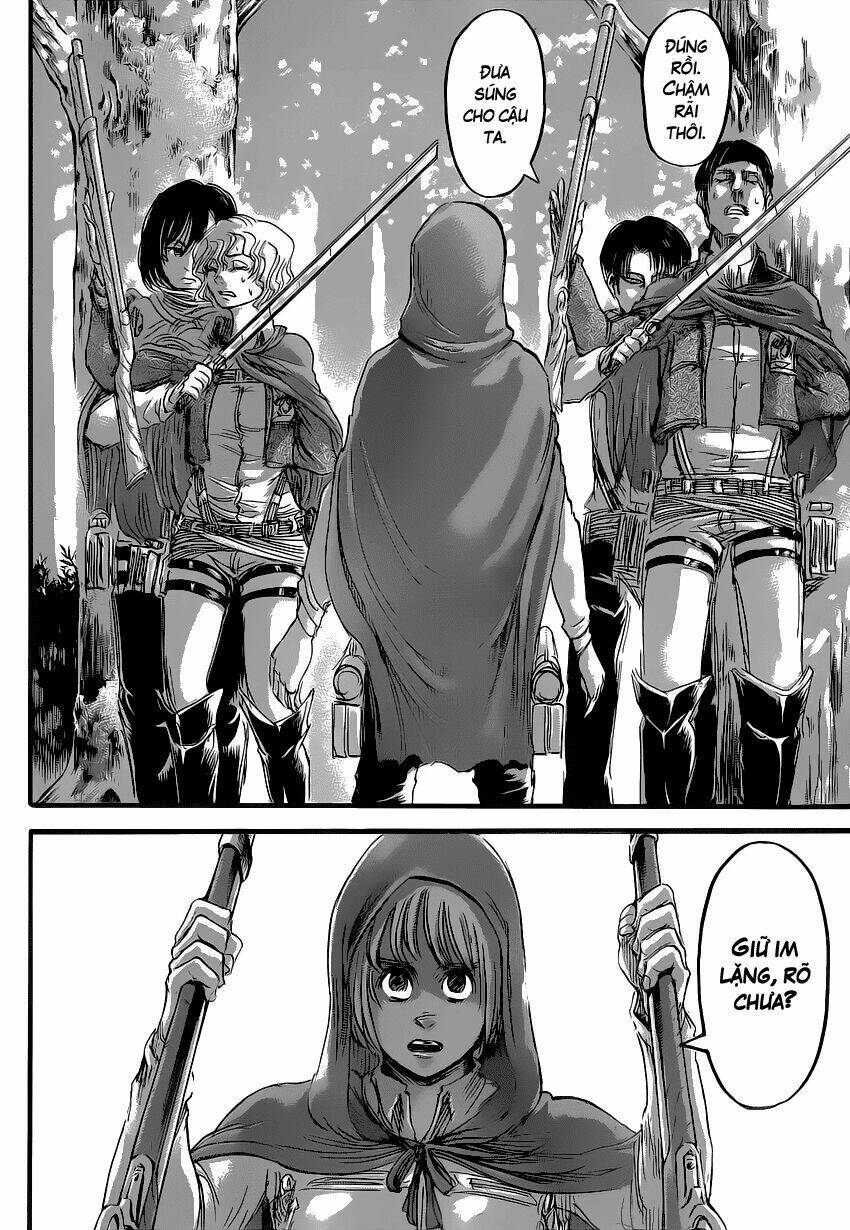 ĐÚNG
RỒI.
CHẬM
RÃI
THÔI.
ĐƯA
SÚNG
CHO CẬU
TA.
GIỮ IM
LẶNG, RÕ
CHƯA?